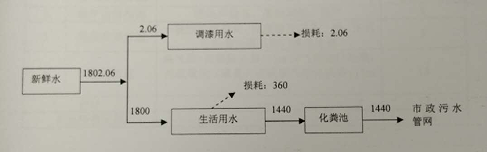 2.06
调漆用水
损耗：2.06
新鲜水
1802.06
损耗：360
1800
生活用水
1440
化粪池
1440
市政污水
管网